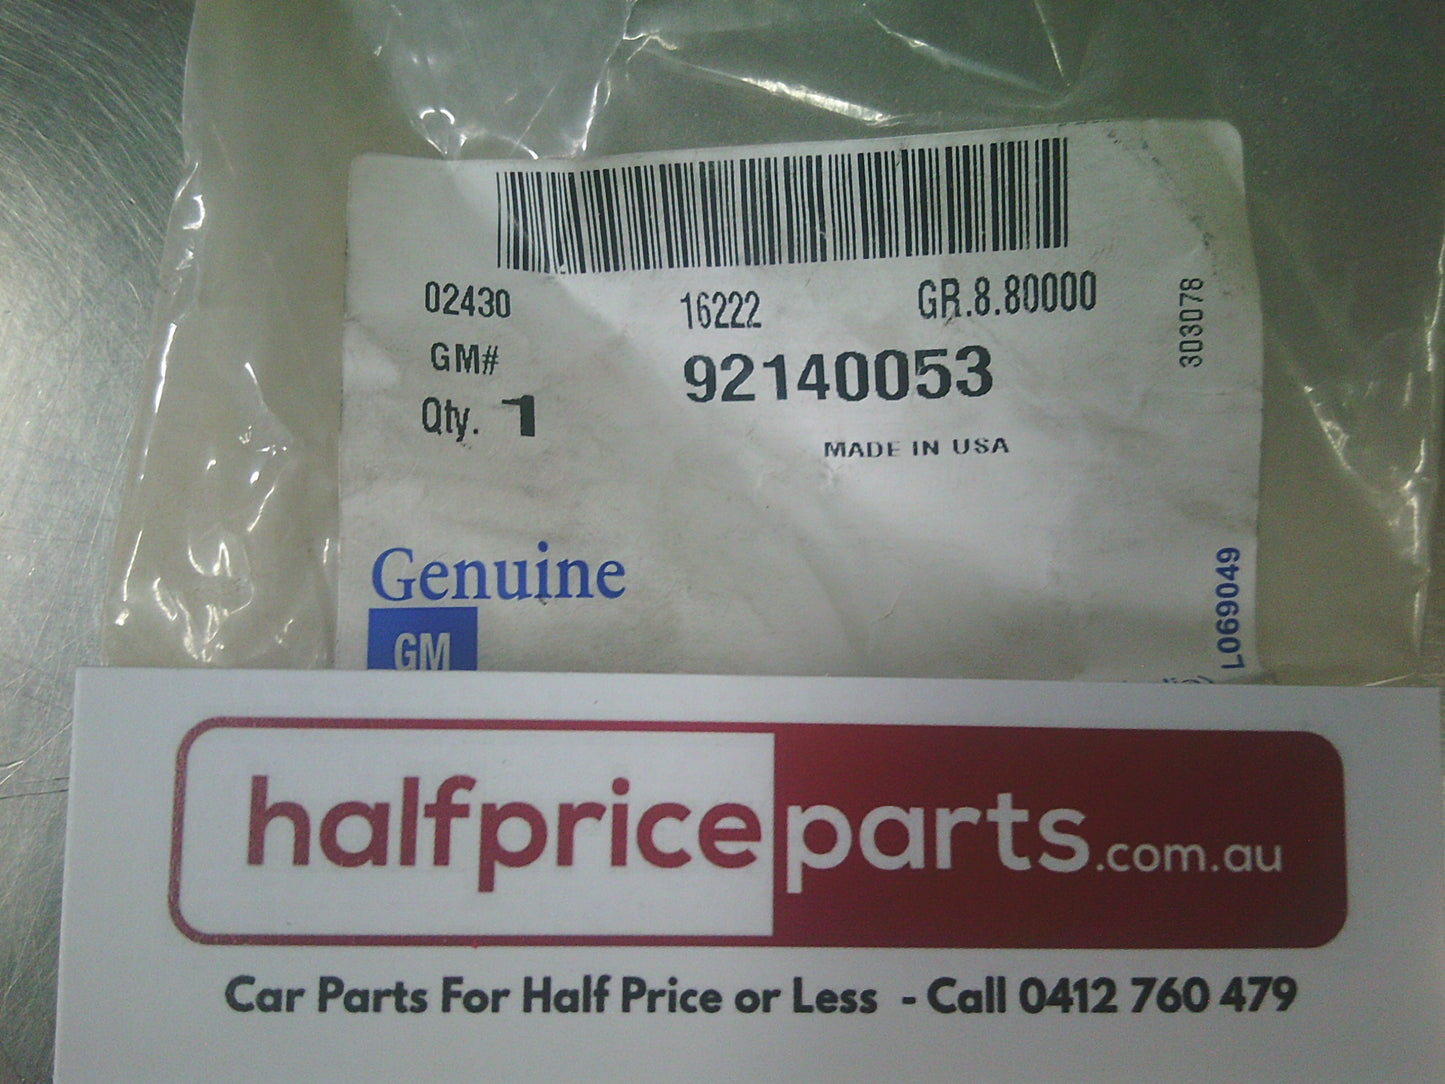 02430 16222 GR.8.80000
GM# 92140053
Qty. 1
MADE IN USA
303078
Genuine
GM
L069049
halfpriceparts.com.au
Car Parts For Half Price or Less - Call 0412 760 479